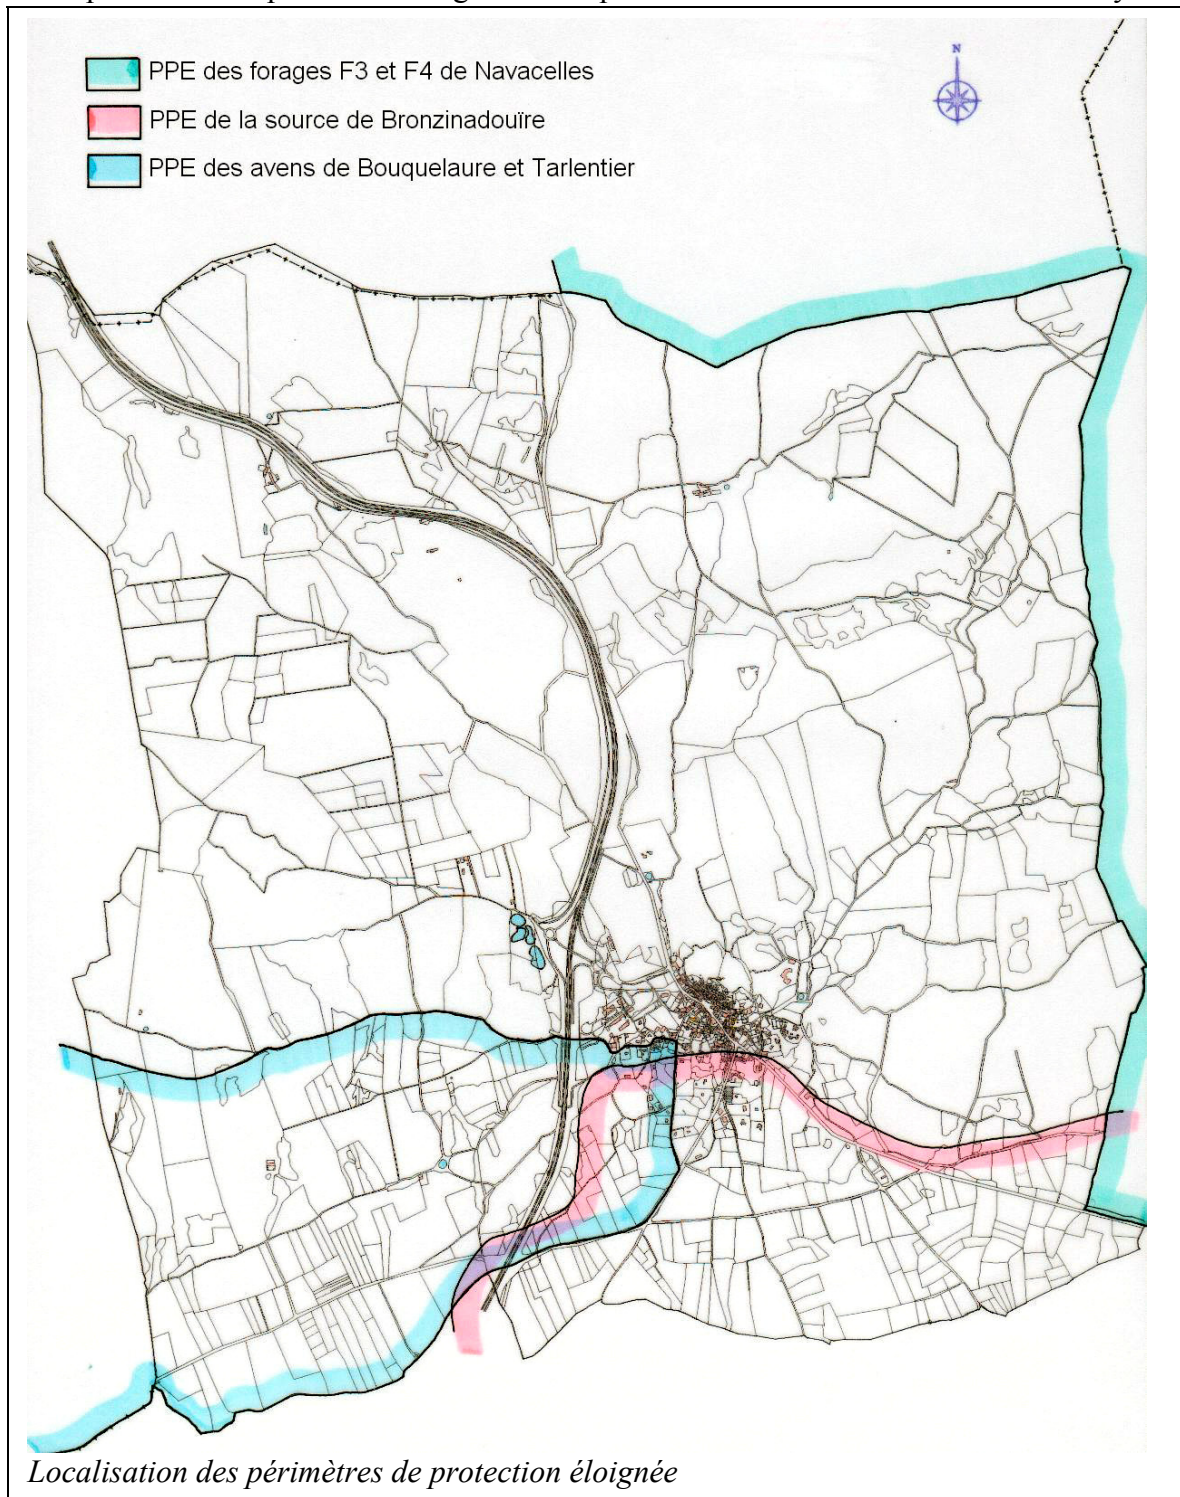 N
PPE des forages F3 et F4 de Navacelles
PPE de la source de Bronzinadouïre
PPE des avens de Bouquelaure et Tarlentier
Localisation des périmètres de protection éloignée